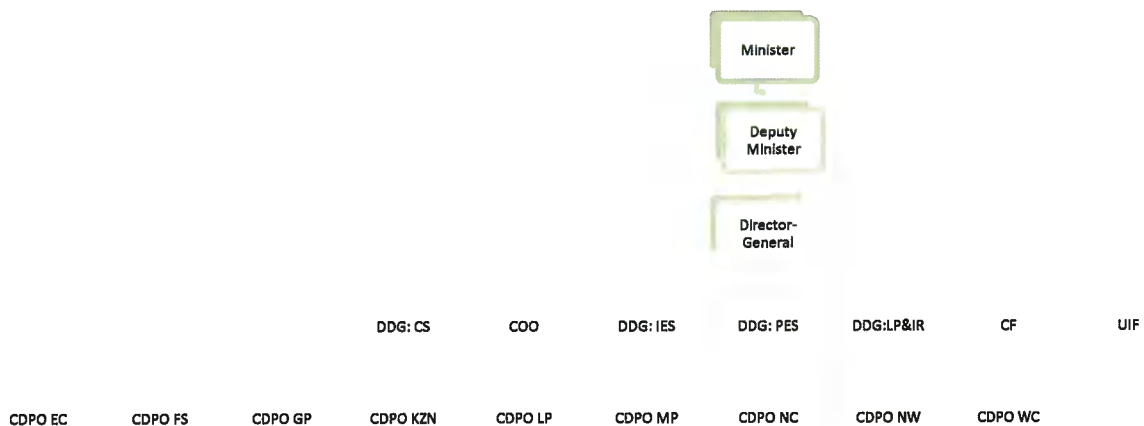 Minister
Deputy
Minister
Director-
General
DDG: CS COO DDG: IES DDG: PES DDG:LP&IR CF UIF
CDPO EC CDPO FS CDPO GP CDPO KZN CDPO LP CDPO MP CDPO NC CDPO NW CDPO WC